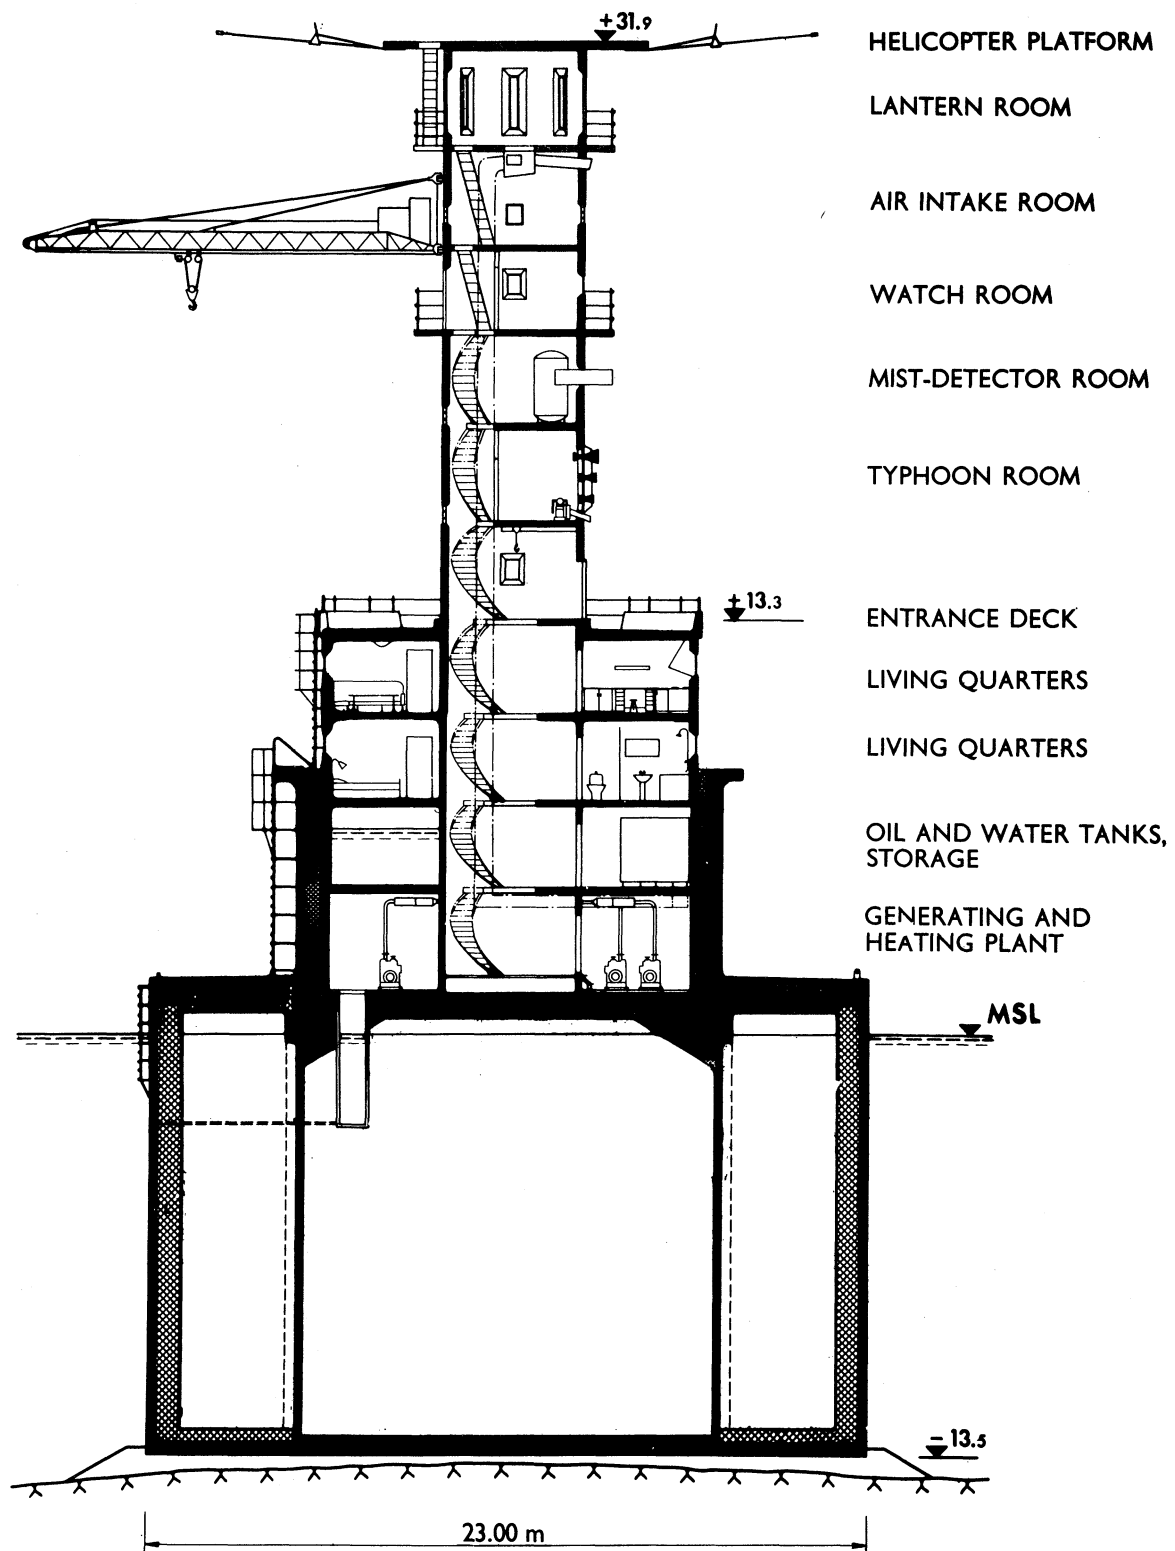 +31.9
HELICOPTER PLATFORM
LANTERN ROOM
AIR INTAKE ROOM
WATCH ROOM
MIST-DETECTOR ROOM
TYPHOON ROOM
+13.3
ENTRANCE DECK
LIVING QUARTERS
LIVING QUARTERS
OIL AND WATER TANKS,
STORAGE
GENERATING AND
HEATING PLANT
MSL
-13.5
23.00 m